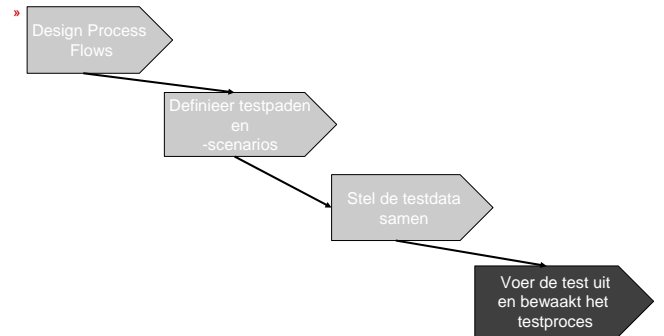 »
Design Process
Flows
Definieer testpaden
en
-scenarios
Stel de testdata
samen
Voer de test uit
en bewaakt het
testproces